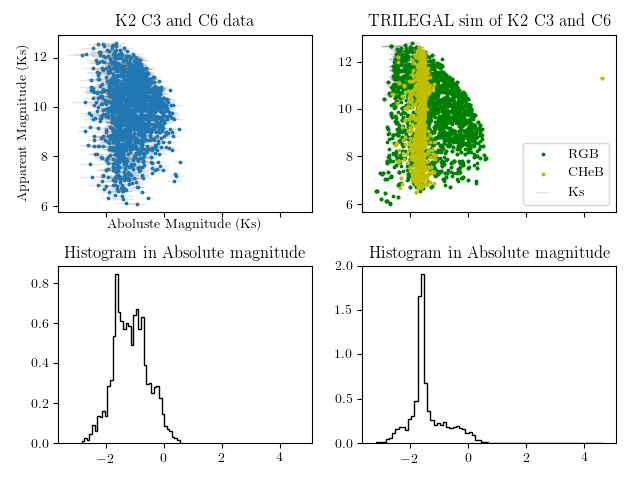 K2 C3 and C6 data
TRILEGAL sim of K2 C3 and C6
Apparent Magnitude (Ks)
12
10
8
6
Aboluste Magnitude (Ks)
12
10
8
6
RGB
CHeB
Ks
Histogram in Absolute magnitude
Histogram in Absolute magnitude
0.8
0.6
0.4
0.2
0.0
−2
0
2
4
2.0
1.5
1.0
0.5
0.0
−2
0
2
4